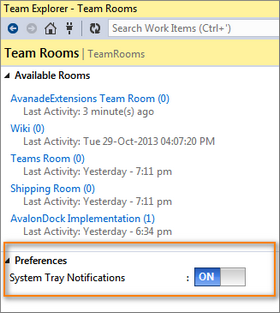 Team Explorer - Team Rooms
Search Work Items (Ctrl+')
Team Rooms | TeamRooms
Available Rooms
AvanadeExtensions Team Room (0)
Last Activity: 3 minute(s) ago
Wiki (0)
Last Activity: Tue 29-Oct-2013 04:07:20 PM
Teams Room (0)
Last Activity: Yesterday - 7:11 pm
Shipping Room (0)
Last Activity: Yesterday - 7:11 pm
AvalonDock Implementation (1)
Last Activity: Yesterday - 6:34 pm
Preferences
System Tray Notifications : ON